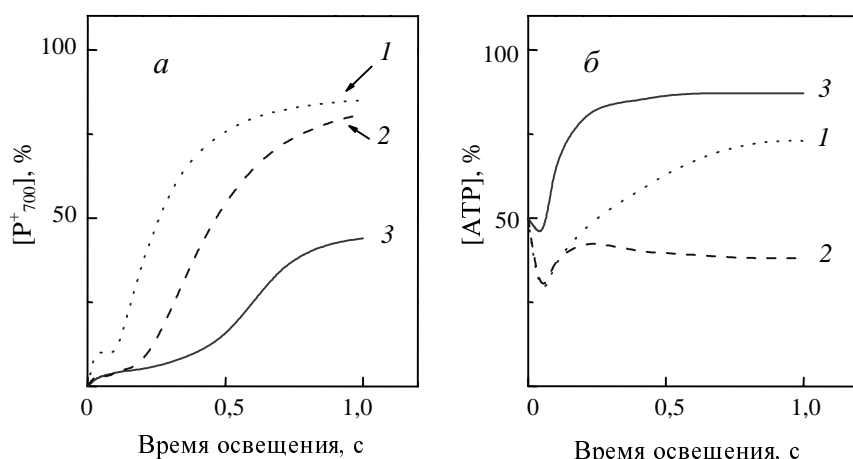 100
50
0
0,5
1,0
[P⁺₇₀₀], %
Время освещения, с
а
1
2
3
100
50
0
0,5
1,0
[ATP], %
Время освещения, с
б
3
1
2